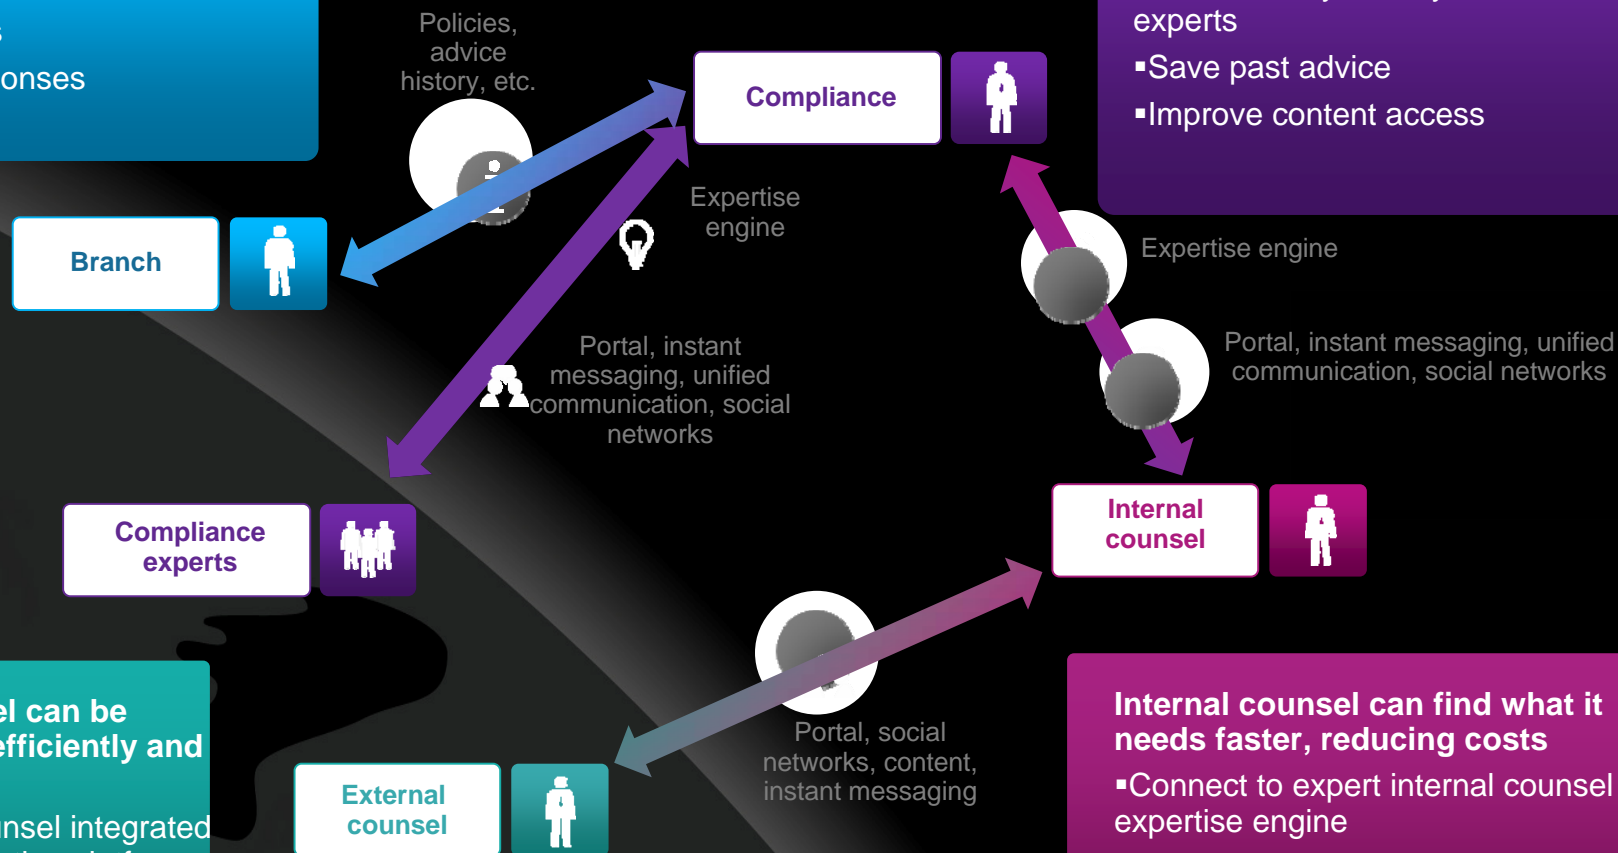 onses
Policies,
advice
history, etc.
Compliance
experts
▪Save past advice
▪Improve content access
Expertise
engine
Branch
Expertise engine
Portal, instant
messaging, unified
communication, social
networks
Portal, instant messaging, unified
communication, social networks
Compliance
experts
Internal
counsel
el can be
efficiently and
unsel integrated
External
counsel
Portal, social
networks, content,
instant messaging
Internal counsel can find what it
needs faster, reducing costs
▪Connect to expert internal counsel
expertise engine